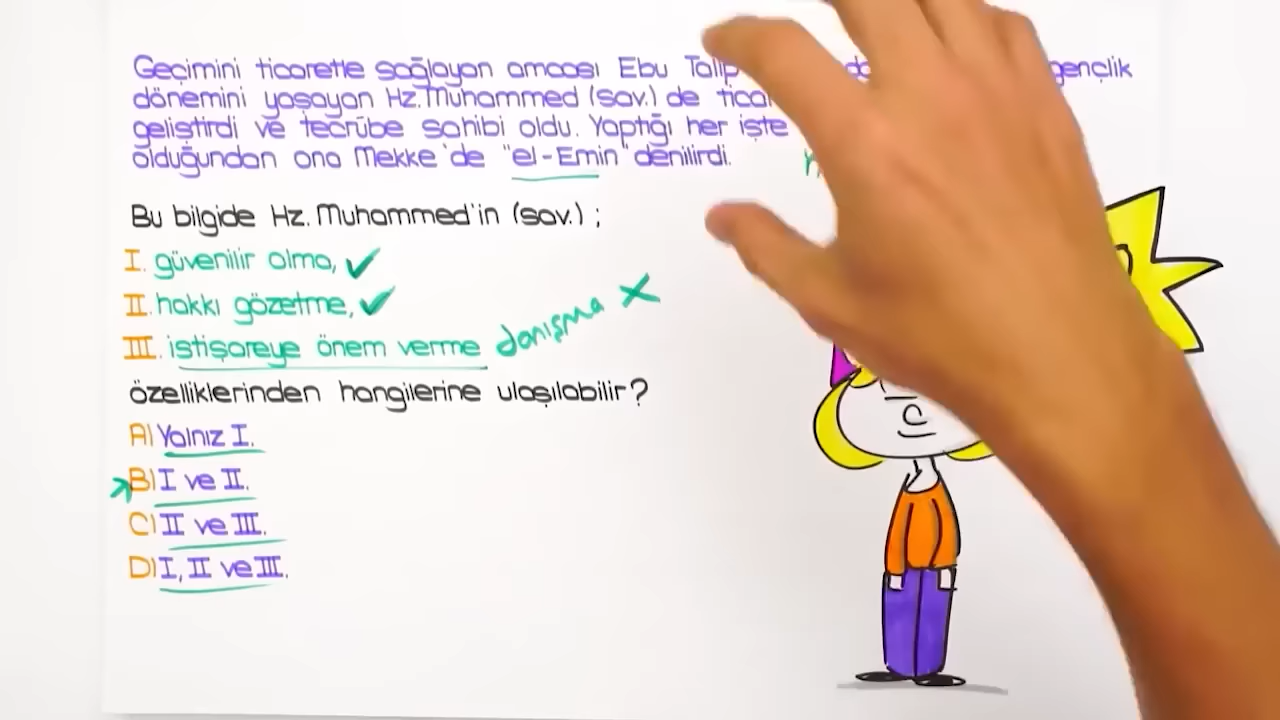 Geçimini ticaretle sağlayan amcası Ebu Talip gençlik
dönemini yaşayan Hz. Muhammed (sav.) de
geliştirdi ve tecrübe sahibi oldu. Yaptığı her işte
olduğundan ona Mekke'de "el-Emin" denilirdi.
Bu bilgide Hz. Muhammed'in (sav.) ;
I. güvenilir olma, ✓
II. hakkı gözetme, ✓
III. istişareye önem verme danışma X
özelliklerinden hangilerine ulaşılabilir?
A) Yalnız I.
B) I ve II.
C) II ve III.
D) I, II ve III.